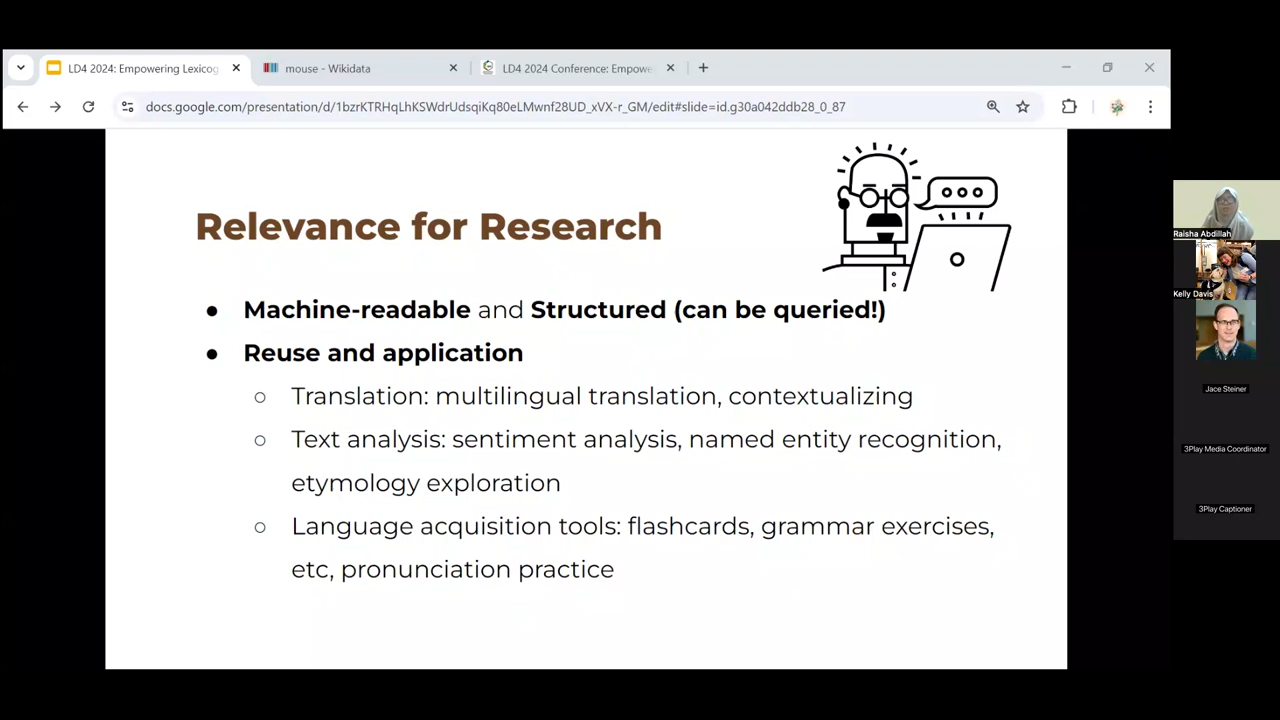 LD4 2024: Empowering Lexicog
mouse - Wikidata
LD4 2024 Conference: Empowe
docs.google.com/presentation/d/1bzrKTRHqLhKSWdrUdsqiKq80eLMwnf28UD_xVX-r_GM/edit#slide=id.g30a042ddb28_0_87
Relevance for Research
● Machine-readable and Structured (can be queried!)
● Reuse and application
○ Translation: multilingual translation, contextualizing
○ Text analysis: sentiment analysis, named entity recognition,
etymology exploration
○ Language acquisition tools: flashcards, grammar exercises,
etc, pronunciation practice
Raisha Abdillah
Kelly Davis
Jace Steiner
3Play Media Coordinator
3Play Captioner